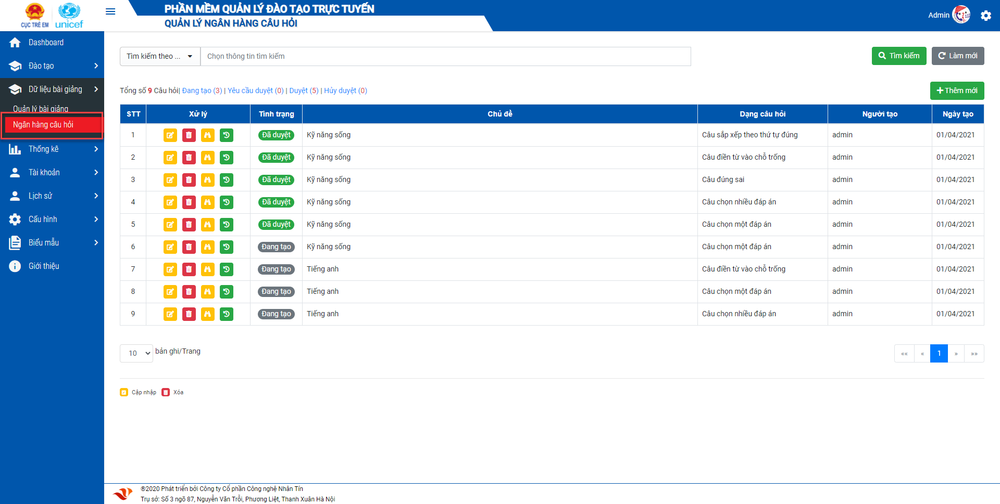 CỤC TRẺ EM
unicef
PHẦN MỀM QUẢN LÝ ĐÀO TẠO TRỰC TUYẾN
QUẢN LÝ NGÂN HÀNG CÂU HỎI
Admin
Dashboard
Đào tạo
Dữ liệu bài giảng
Quản lý bài giảng
Ngân hàng câu hỏi
Thống kê
Tài khoản
Lịch sử
Cấu hình
Biểu mẫu
Giới thiệu
Tìm kiếm theo ... Chọn thông tin tìm kiếm Tìm kiếm Làm mới
Tổng số 9 Câu hỏi| Đang tạo (3) | Yêu cầu duyệt (0) | Duyệt (5) | Hủy duyệt (0) Thêm mới
STT Xử lý Tình trạng Chủ đề Dạng câu hỏi Người tạo Ngày tạo
1 Đã duyệt Kỹ năng sống Câu sắp xếp theo thứ tự đúng admin 01/04/2021
2 Đã duyệt Kỹ năng sống Câu điền từ vào chỗ trống admin 01/04/2021
3 Đã duyệt Kỹ năng sống Câu đúng sai admin 01/04/2021
4 Đã duyệt Kỹ năng sống Câu chọn nhiều đáp án admin 01/04/2021
5 Đã duyệt Kỹ năng sống Câu chọn một đáp án admin 01/04/2021
6 Đang tạo Kỹ năng sống Câu chọn một đáp án admin 01/04/2021
7 Đang tạo Tiếng anh Câu điền từ vào chỗ trống admin 01/04/2021
8 Đang tạo Tiếng anh Câu chọn một đáp án admin 01/04/2021
9 Đang tạo Tiếng anh Câu chọn nhiều đáp án admin 01/04/2021
10 bản ghi/Trang «« « 1 » »»
Cập nhập Xóa
®2020 Phát triển bởi Công ty Cổ phần Công nghệ Nhân Tín
Trụ sở: Số 3 ngõ 87, Nguyễn Văn Trỗi, Phương Liệt, Thanh Xuân Hà Nội